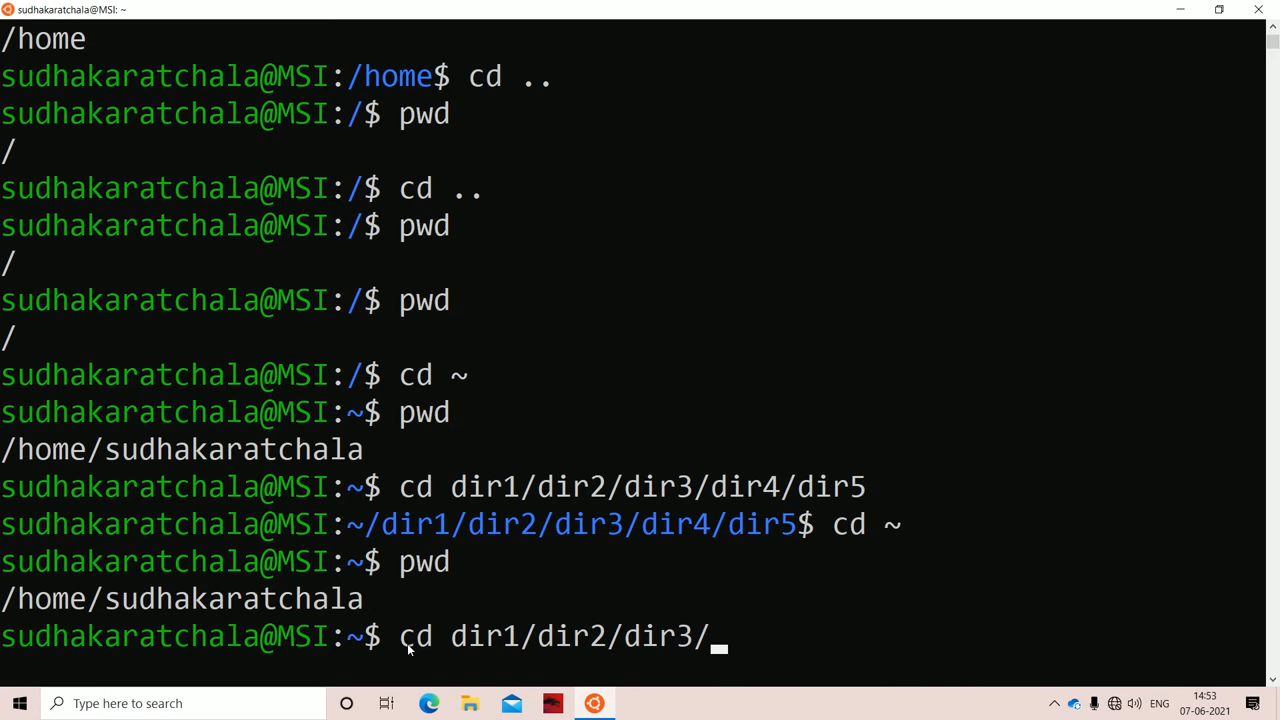 sudhakaratchala@MSI: ~
/home
sudhakaratchala@MSI:/home$ cd ..
sudhakaratchala@MSI:/$ pwd
/
sudhakaratchala@MSI:/$ cd ..
sudhakaratchala@MSI:/$ pwd
/
sudhakaratchala@MSI:/$ pwd
/
sudhakaratchala@MSI:/$ cd ~
sudhakaratchala@MSI:~$ pwd
/home/sudhakaratchala
sudhakaratchala@MSI:~$ cd dir1/dir2/dir3/dir4/dir5
sudhakaratchala@MSI:~/dir1/dir2/dir3/dir4/dir5$ cd ~
sudhakaratchala@MSI:~$ pwd
/home/sudhakaratchala
sudhakaratchala@MSI:~$ cd dir1/dir2/dir3/
Type here to search
ENG
14:53
07-06-2021